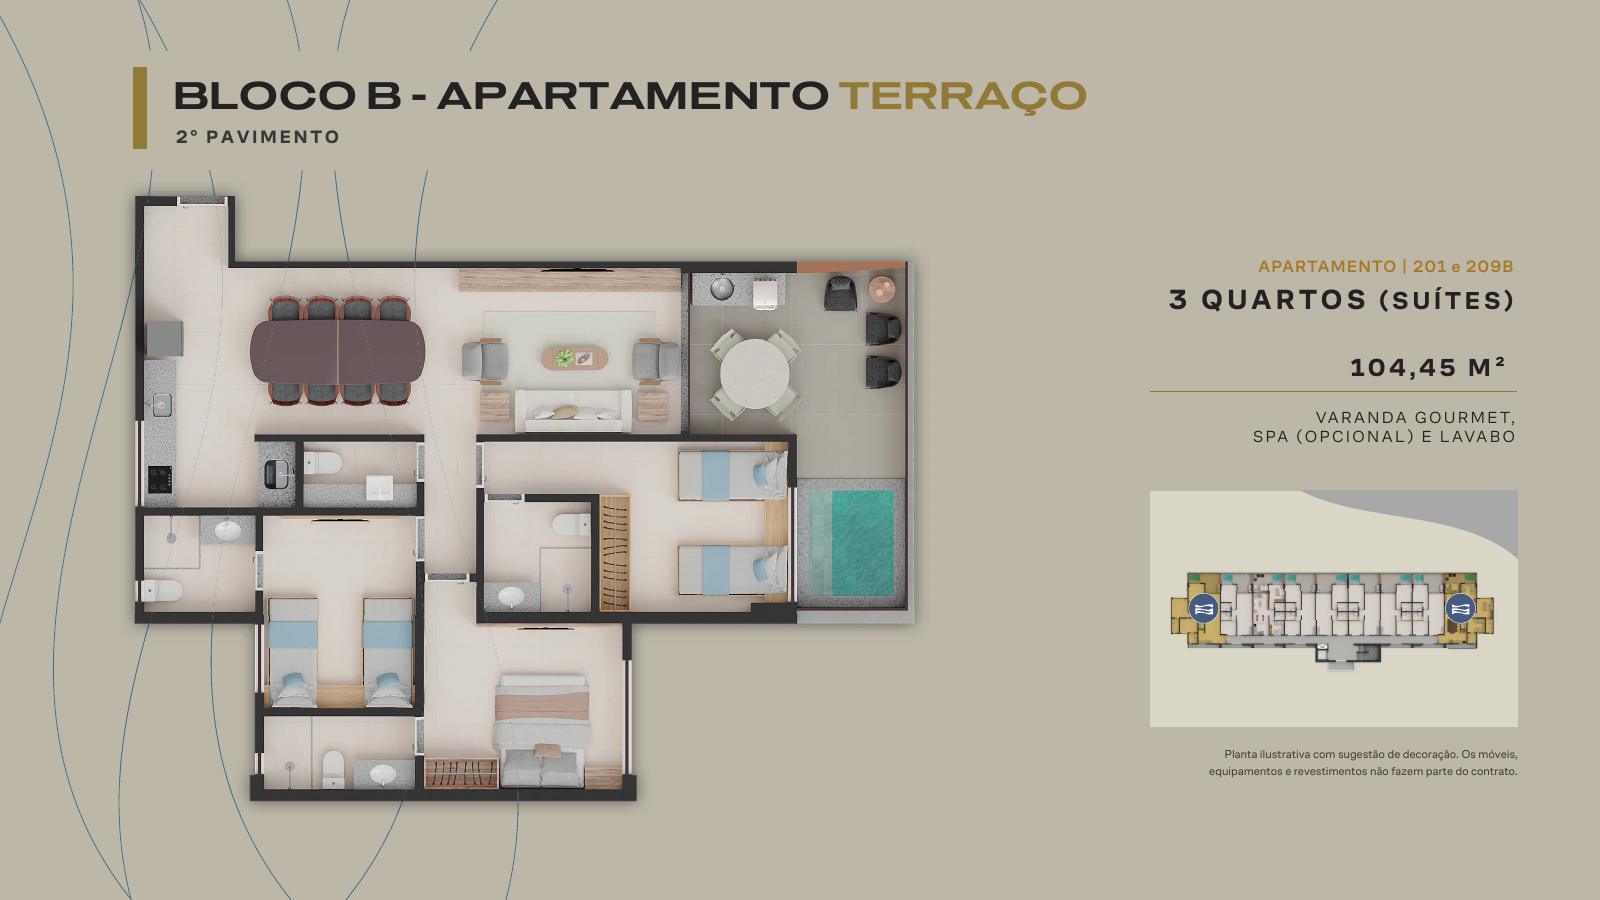 BLOCO B - APARTAMENTO TERRAÇO
2º PAVIMENTO
APARTAMENTO | 201 e 209B
3 QUARTOS (SUÍTES)
104,45 M²
VARANDA GOURMET,
SPA (OPCIONAL) E LAVABO
Planta ilustrativa com sugestão de decoração. Os móveis,
equipamentos e revestimentos não fazem parte do contrato.